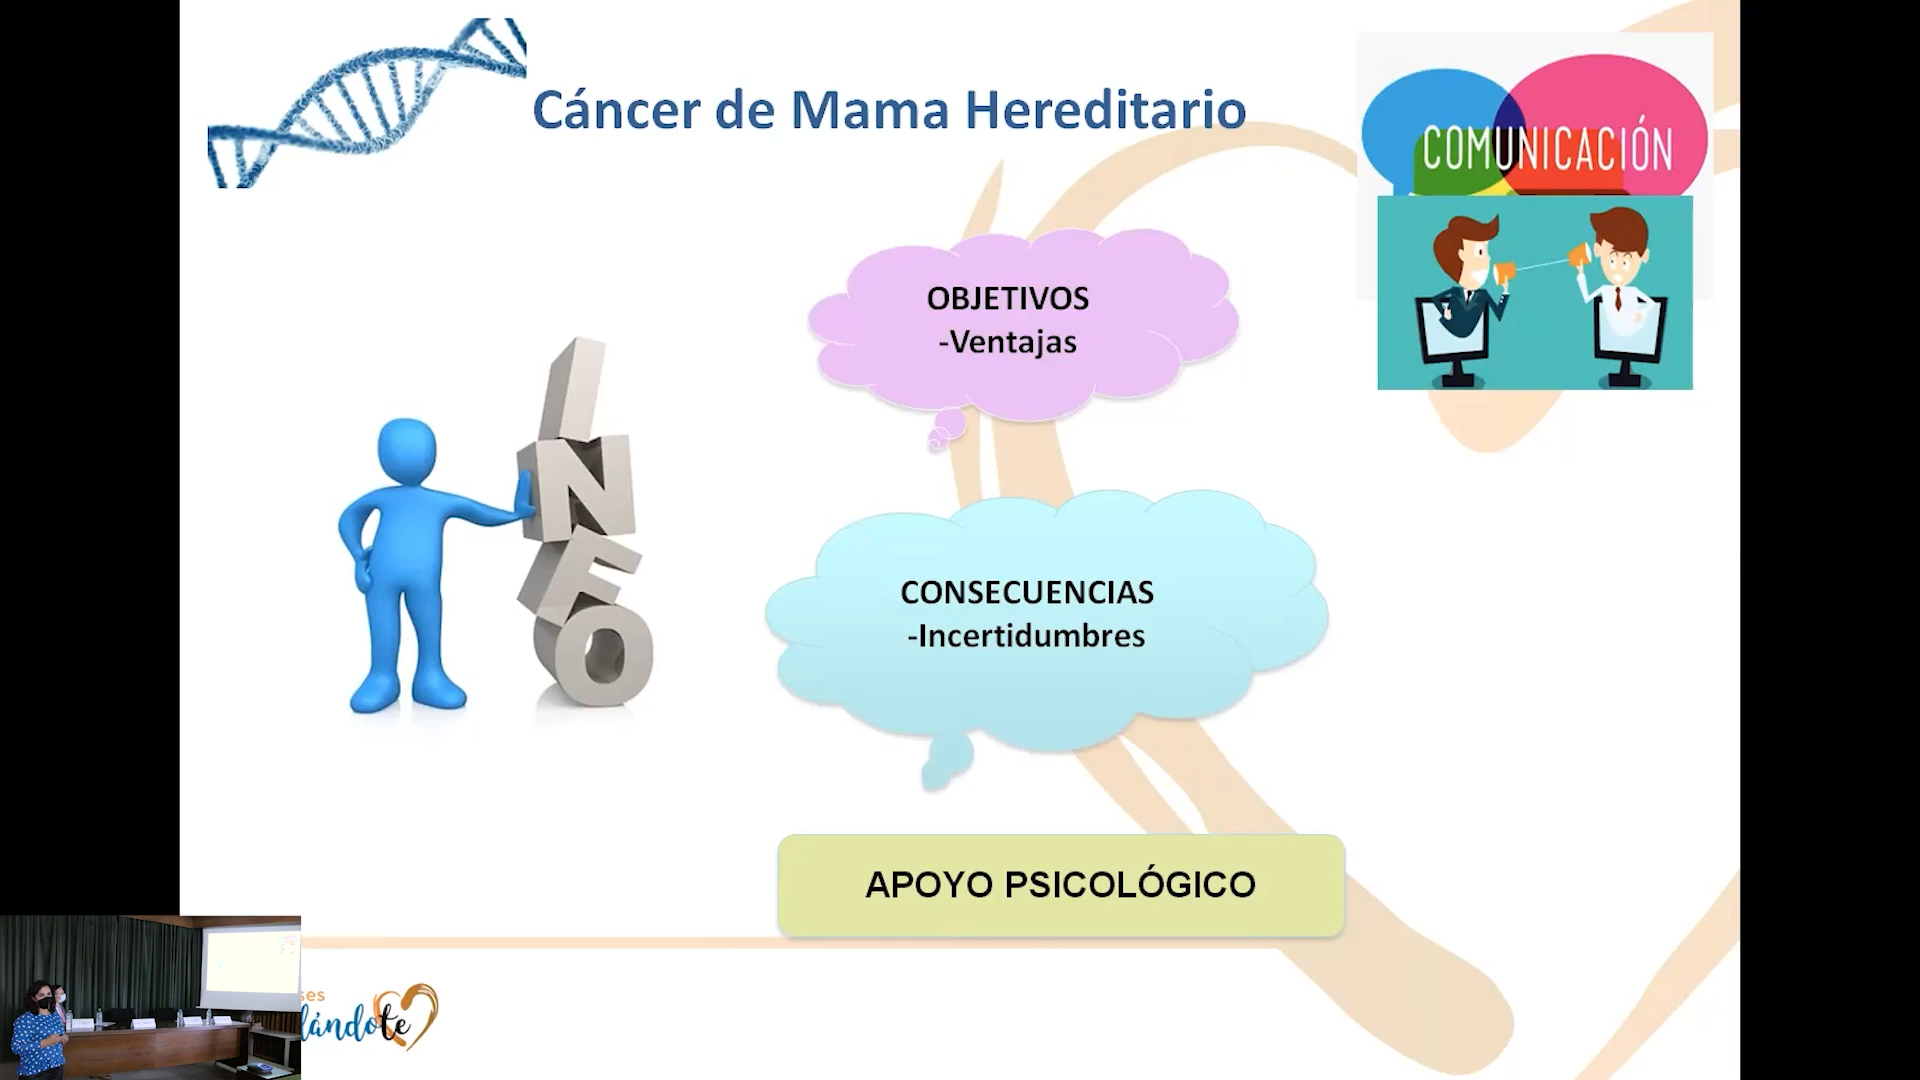 Cáncer de Mama Hereditario
COMUNICACIÓN
OBJETIVOS
-Ventajas
INFO
CONSECUENCIAS
-Incertidumbres
APOYO PSICOLÓGICO